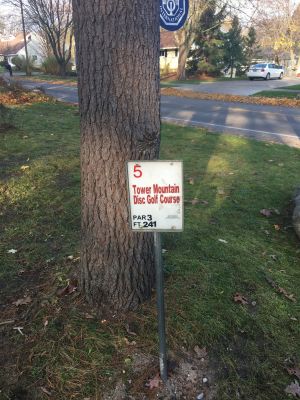 5
Tower Mountain
Disc Golf Course
PAR 3
FT. 241